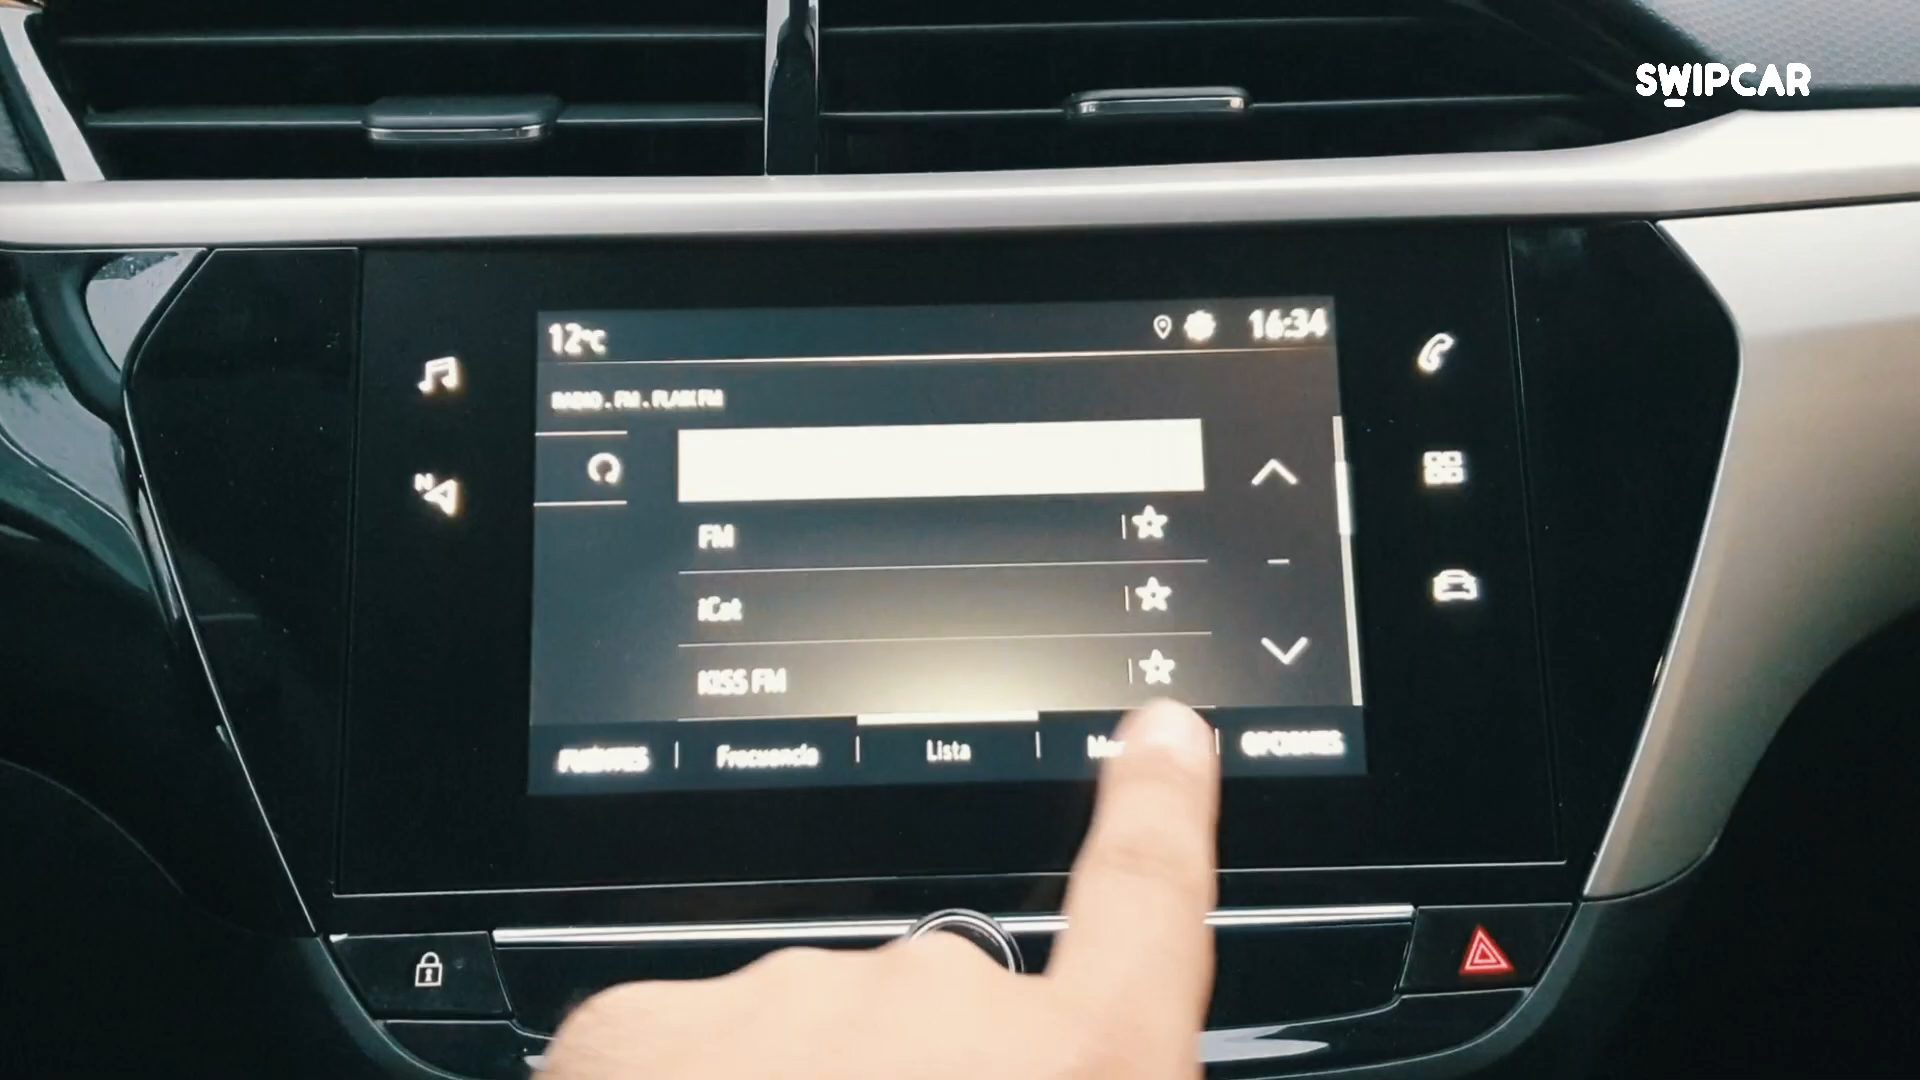 SWIPCAR
12°C
16:34
RADIO . FM . FLAIX FM
N
FM
iCat
KISS FM
FUENTES
Frecuencia
Lista
OPCIONES